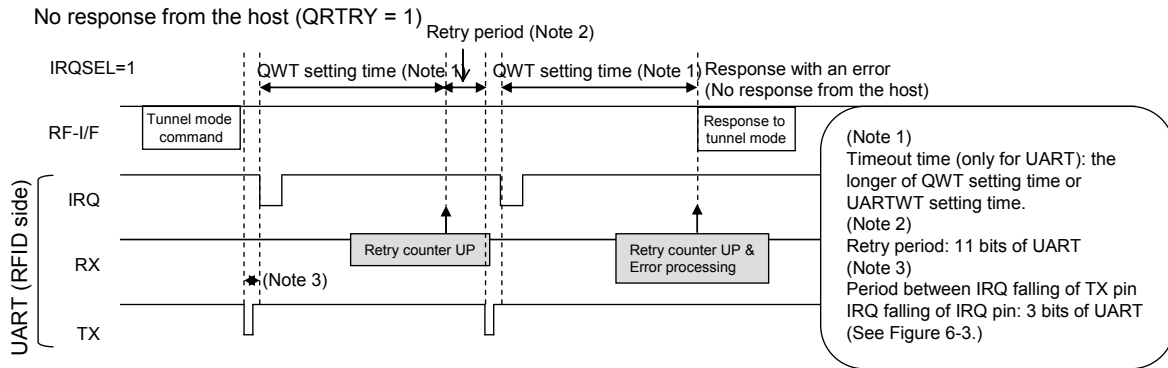 No response from the host (QRTRY = 1)
Retry period (Note 2)
IRQSEL=1
QWT setting time (Note 1)
QWT setting time (Note 1)
Response with an error
(No response from the host)
RF-I/F
Tunnel mode
command
Response to
tunnel mode
UART (RFID side)
IRQ
Retry counter UP
Retry counter UP &
Error processing
RX
(Note 3)
TX
(Note 1)
Timeout time (only for UART): the
longer of QWT setting time or
UARTWT setting time.
(Note 2)
Retry period: 11 bits of UART
(Note 3)
Period between IRQ falling of TX pin
IRQ falling of IRQ pin: 3 bits of UART
(See Figure 6-3.)